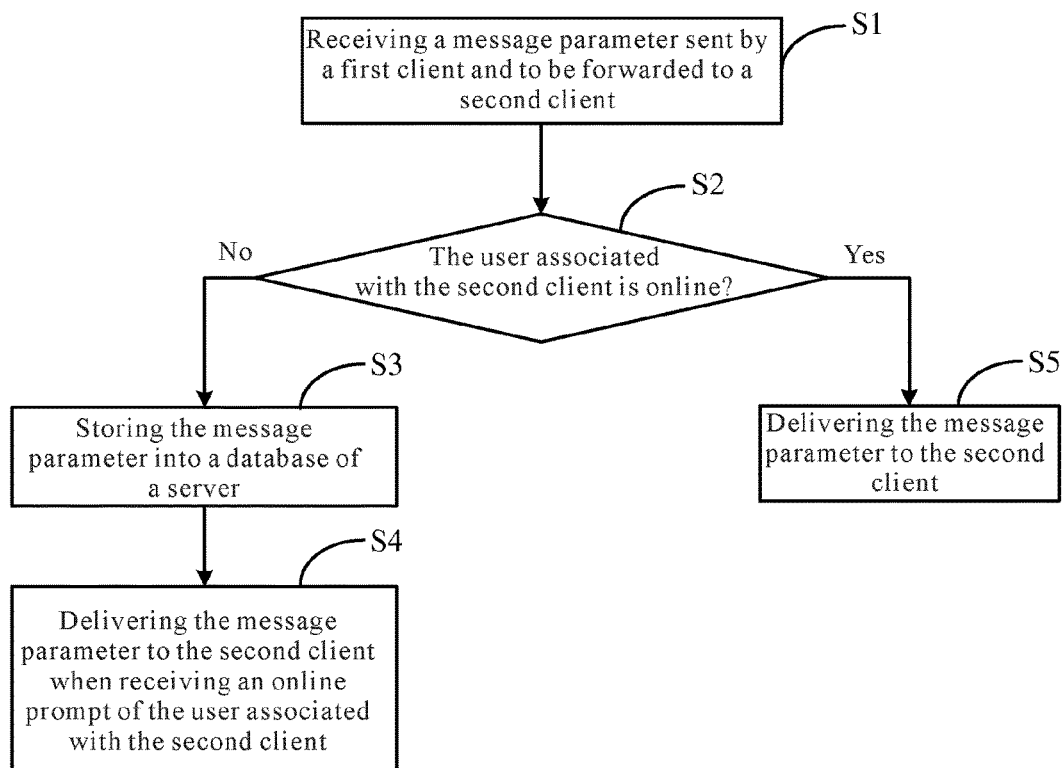 S1
Receiving a message parameter sent by
a first client and to be forwarded to a
second client
S2
No
The user associated
with the second client is online?
Yes
S3
Storing the message
parameter into a database of
a server
S5
Delivering the message
parameter to the second
client
S4
Delivering the message
parameter to the second client
when receiving an online
prompt of the user associated
with the second client